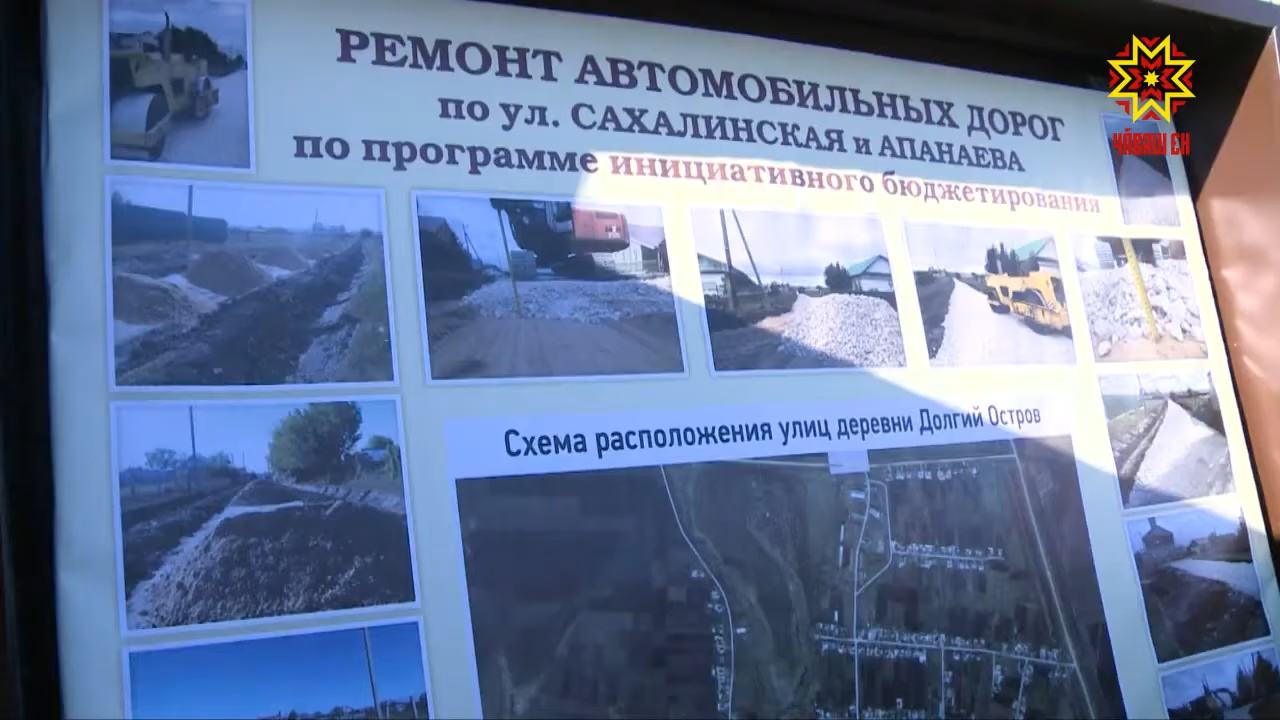 РЕМОНТ АВТОМОБИЛЬНЫХ ДОРОГ
по ул. САХАЛИНСКАЯ и АПАНАЕВА
по программе инициативного бюджетирования
ЧӐВАШ ЕН
Схема расположения улиц деревни Долгий Остров